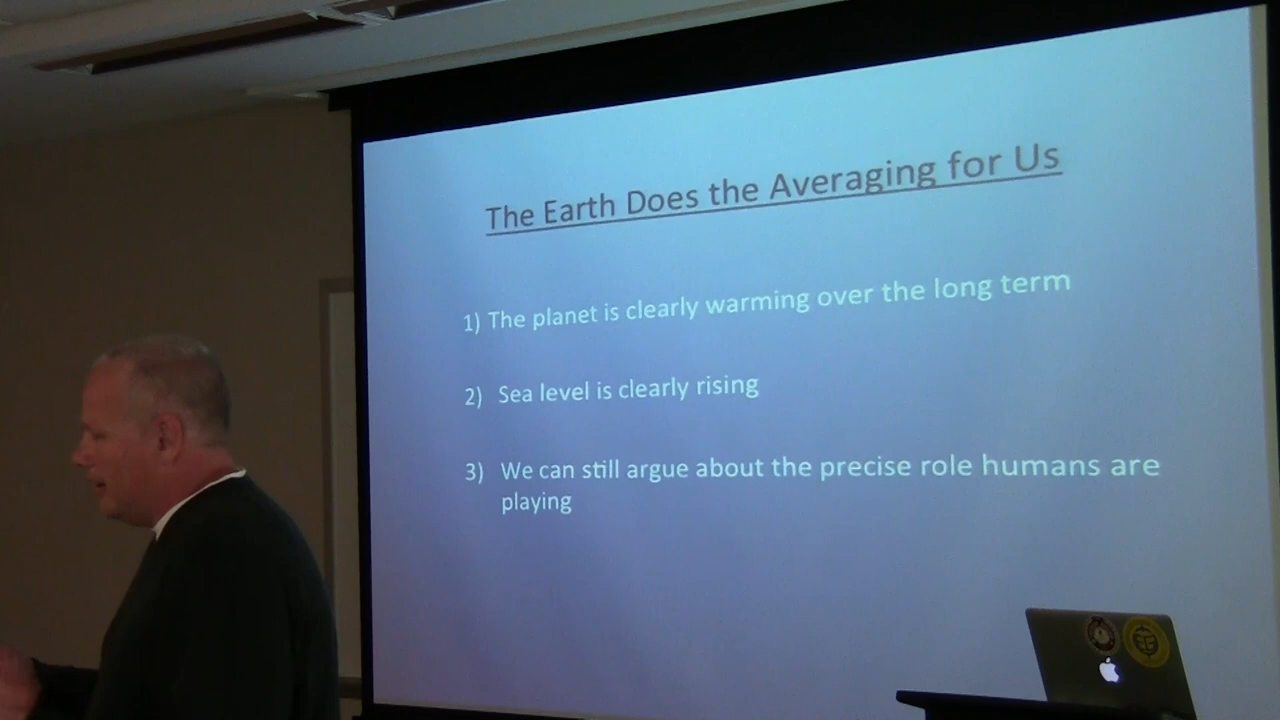 The Earth Does the Averaging for Us
1) The planet is clearly warming over the long term
2) Sea level is clearly rising
3) We can still argue about the precise role humans are
playing